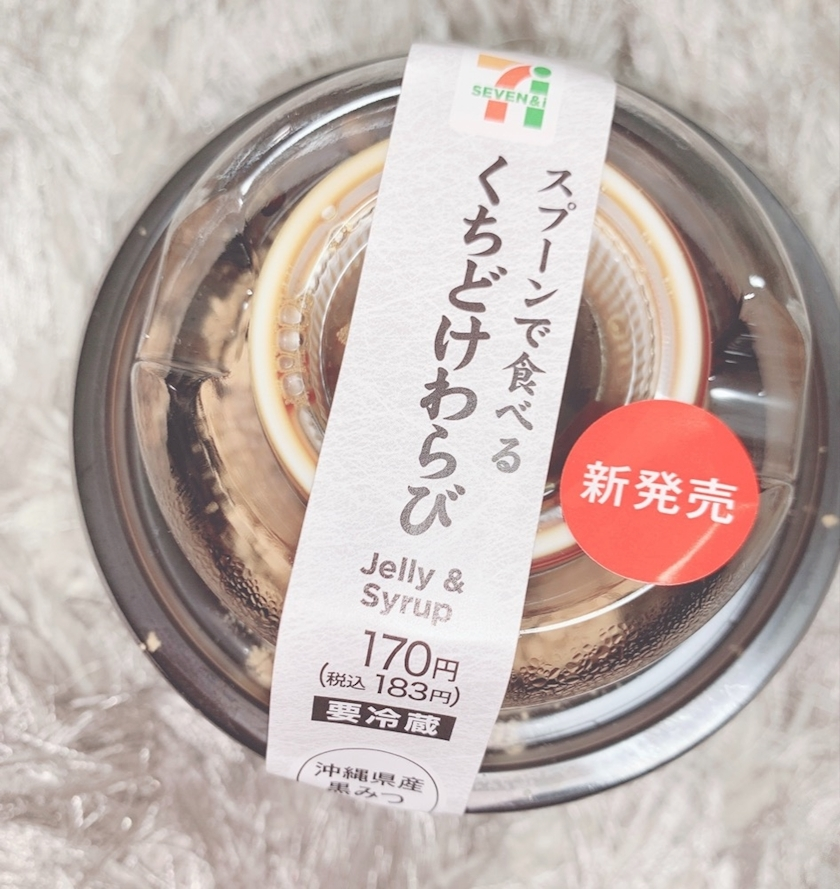 SEVEN&i
スプーンで食べる
くちどけわらび
Jelly &
Syrup
170円
(税込 183円)
要冷蔵
沖縄県産
黒みつ
新発売